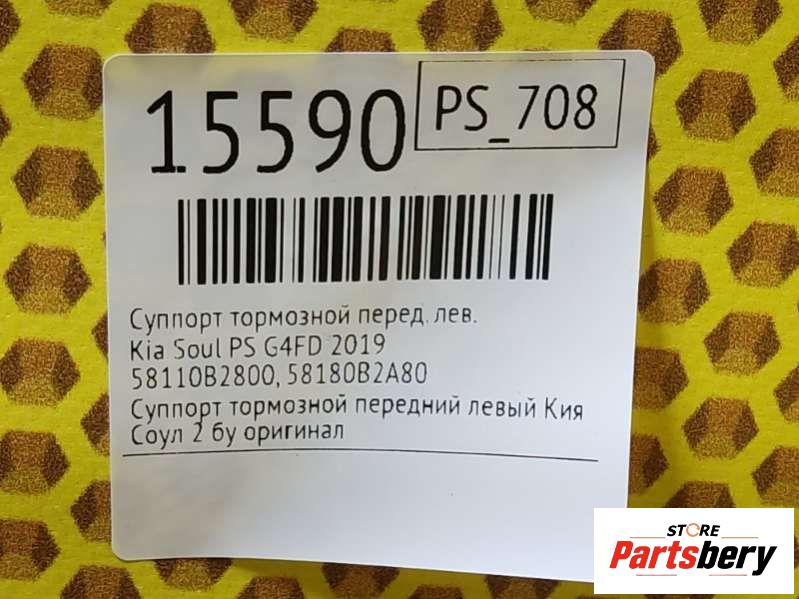 15590
PS_708
Суппорт тормозной перед. лев.
Kia Soul PS G4FD 2019
58110B2800, 58180B2A80
Суппорт тормозной передний левый Кия
Соул 2 бу оригинал
STORE
Partsbery